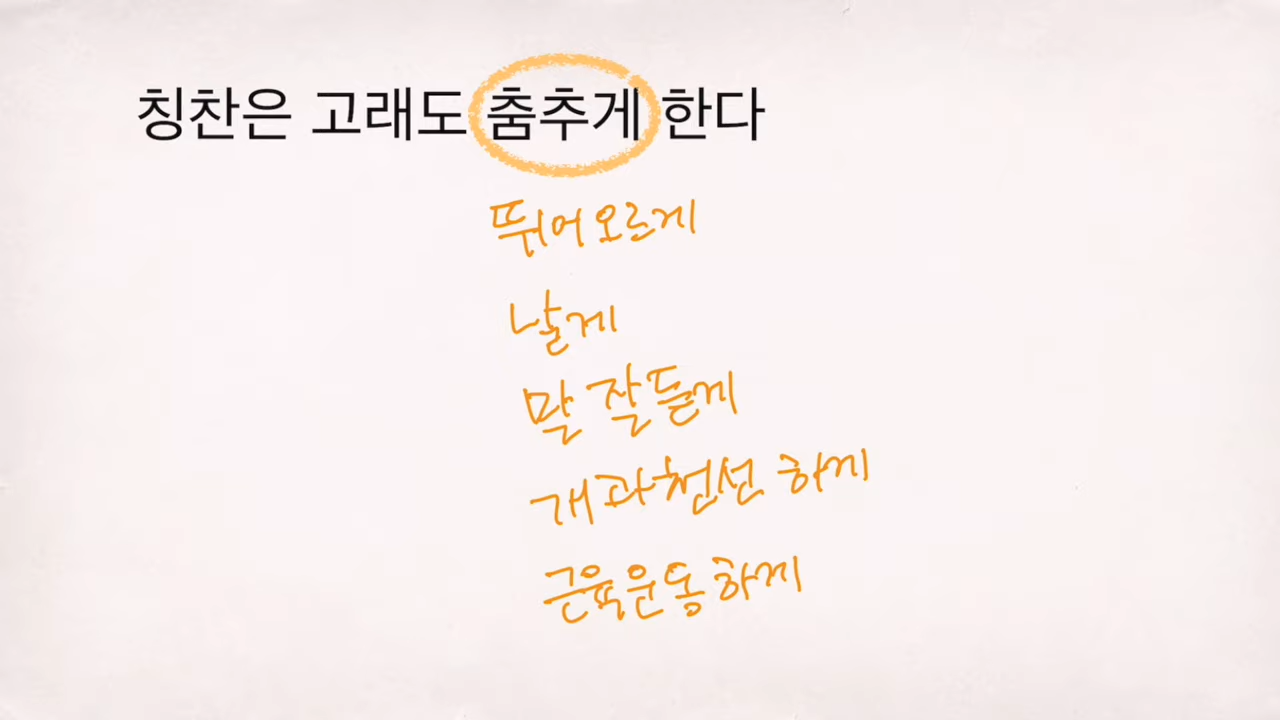 칭찬은 고래도 춤추게 한다
뛰어오르게
날게
말 잘듣게
개과천선 하게
근육운동하게